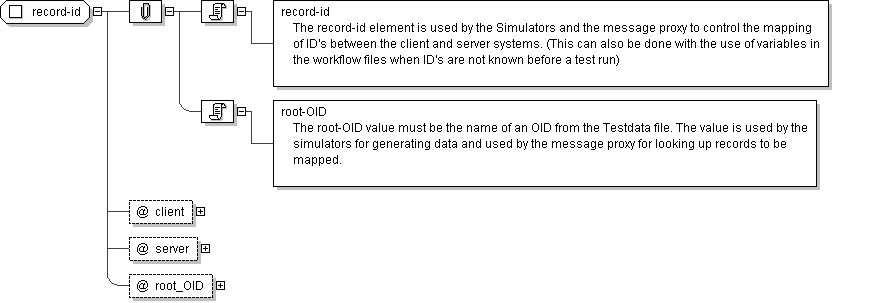 record-id
record-id
The record-id element is used by the Simulators and the message proxy to control the mapping
of ID's between the client and server systems. (This can also be done with the use of variables in
the workflow files when ID's are not known before a test run)
root-OID
The root-OID value must be the name of an OID from the Testdata file. The value is used by the
simulators for generating data and used by the message proxy for looking up records to be
mapped.
@ client
@ server
@ root_OID